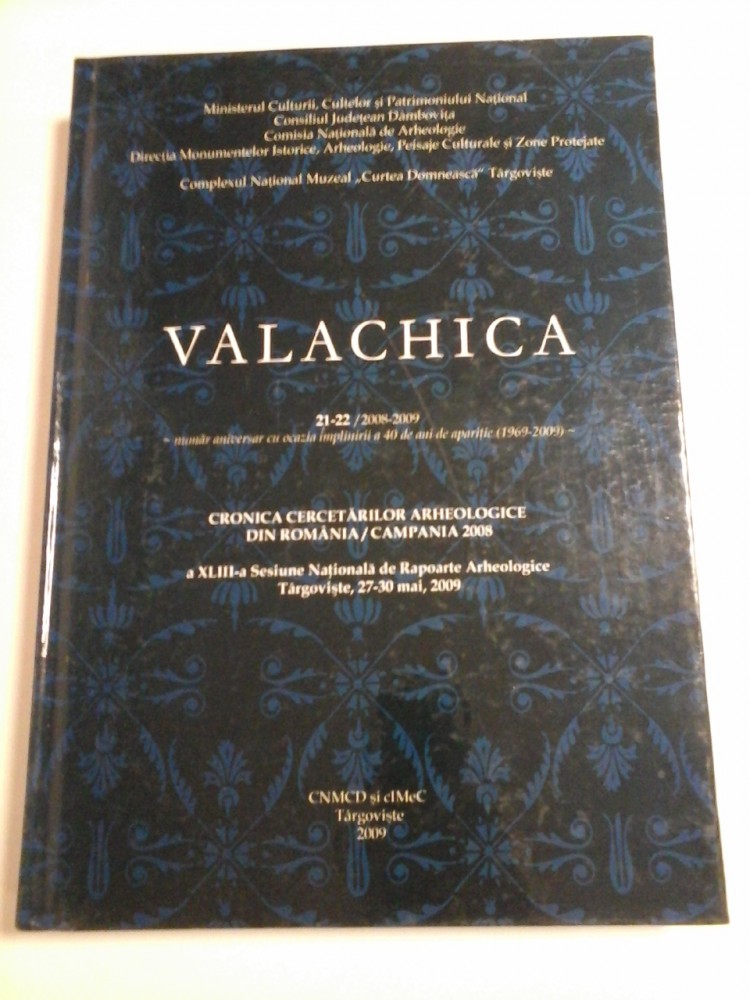 Ministerul Culturii, Cultelor și Patrimoniului Național
Consiliul Județean Dâmbovița
Comisia Națională de Arheologie
Direcția Monumentelor Istorice, Arheologie, Peisaje Culturale și Zone Protejate
Complexul Național Muzeal „Curtea Domnească” Târgoviște
VALACHICA
21-22 /2008-2009
~ număr aniversar cu ocazia împlinirii a 40 de ani de apariție (1969-2009) ~
CRONICA CERCETĂRILOR ARHEOLOGICE
DIN ROMÂNIA/CAMPANIA 2008
a XLIII-a Sesiune Națională de Rapoarte Arheologice
Târgoviște, 27-30 mai, 2009
CNMCD și cIMeC
Târgoviște
2009